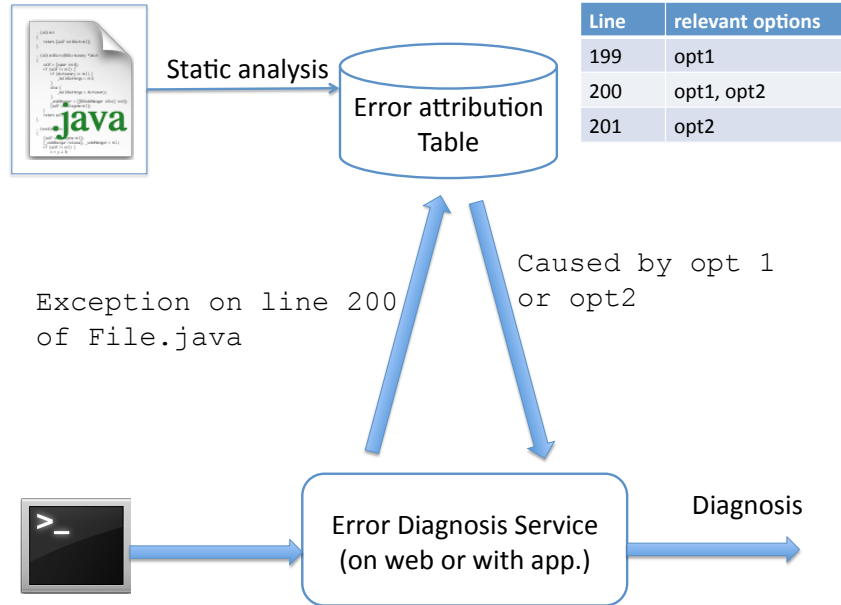 Line relevant options
199 opt1
200 opt1, opt2
201 opt2
.java
Static analysis
Error attribution
Table
Exception on line 200
of File.java
Caused by opt 1
or opt2
>_
Error Diagnosis Service
(on web or with app.)
Diagnosis